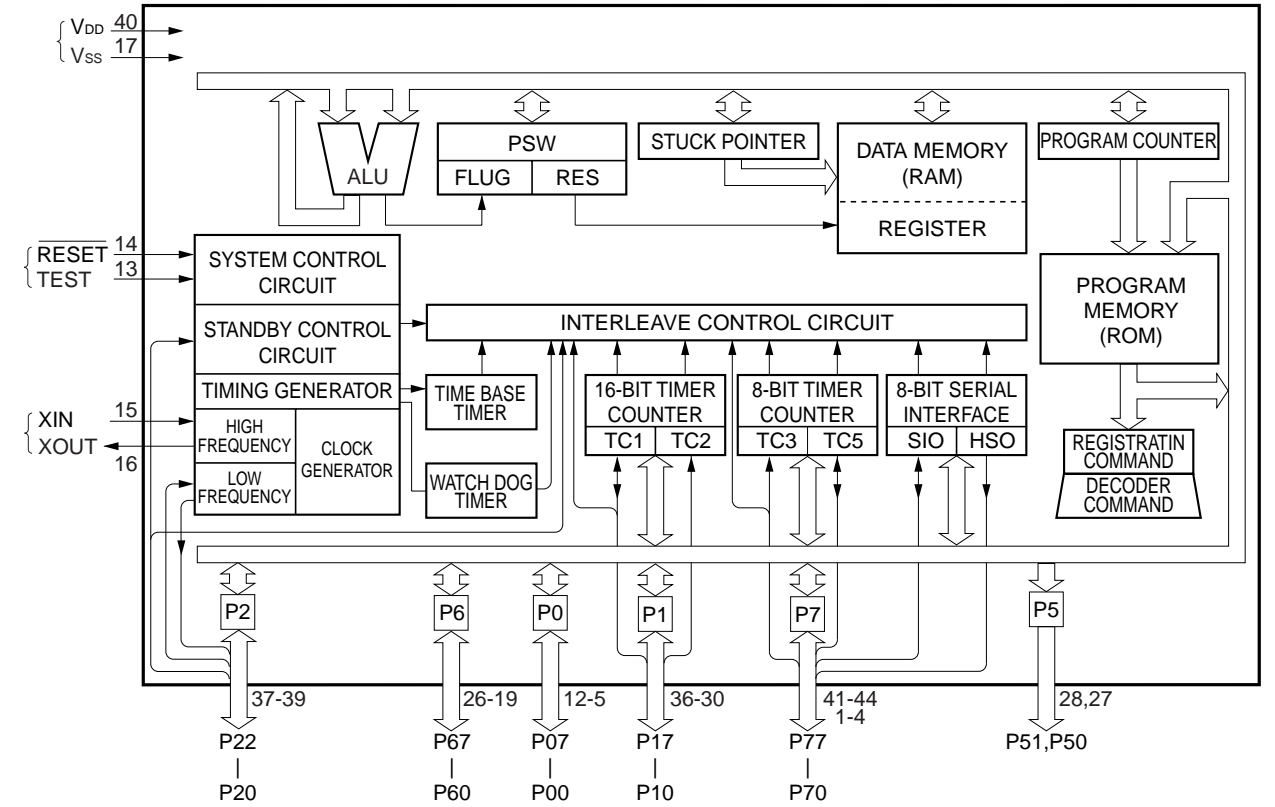 VDD 40
VSS 17
ALU
PSW
FLUG RES
STUCK POINTER
DATA MEMORY
(RAM)
REGISTER
PROGRAM COUNTER
RESET 14
TEST 13
SYSTEM CONTROL
CIRCUIT
STANDBY CONTROL
CIRCUIT
TIMING GENERATOR
HIGH
FREQUENCY
LOW
FREQUENCY
CLOCK
GENERATOR
XIN 15
XOUT 16
INTERLEAVE CONTROL CIRCUIT
TIME BASE
TIMER
WATCH DOG
TIMER
16-BIT TIMER
COUNTER
TC1 TC2
8-BIT TIMER
COUNTER
TC3 TC5
8-BIT SERIAL
INTERFACE
SIO HSO
PROGRAM
MEMORY
(ROM)
REGISTRATIN
COMMAND
DECODER
COMMAND
P2 P6 P0 P1 P7 P5
37-39 26-19 12-5 36-30 41-44 28,27
1-4
P22 P67 P07 P17 P77 P51,P50
P20 P60 P00 P10 P70